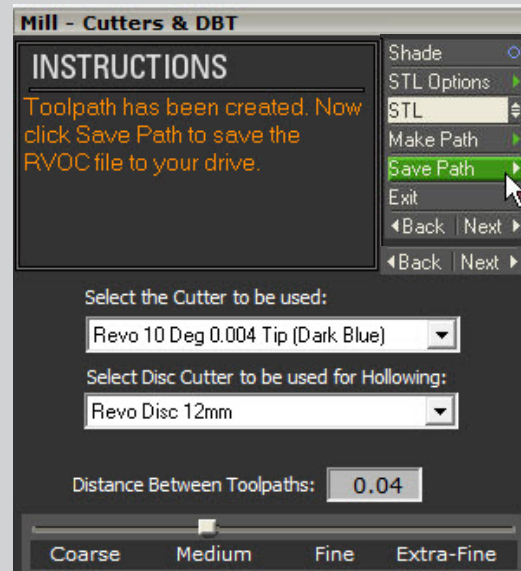 Mill - Cutters & DBT
INSTRUCTIONS
Toolpath has been created. Now
click Save Path to save the
RVOC file to your drive.
Shade
STL Options
STL
Make Path
Save Path
Exit
Back Next
Back Next
Select the Cutter to be used:
Revo 10 Deg 0.004 Tip (Dark Blue)
Select Disc Cutter to be used for Hollowing:
Revo Disc 12mm
Distance Between Toolpaths: 0.04
Coarse Medium Fine Extra-Fine